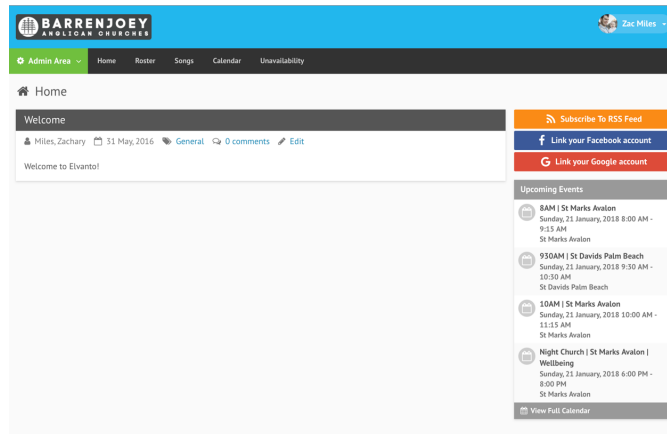 BARRENJOEY
ANGLICAN CHURCHES
Zac Miles
Admin Area
Home
Roster
Songs
Calendar
Unavailability
Home
Welcome
Miles, Zachary
31 May, 2016
General
0 comments
Edit
Welcome to Elvanto!
Subscribe To RSS Feed
Link your Facebook account
Link your Google account
Upcoming Events
8AM | St Marks Avalon
Sunday, 21 January, 2018 8:00 AM -
9:15 AM
St Marks Avalon
930AM | St Davids Palm Beach
Sunday, 21 January, 2018 9:30 AM -
10:30 AM
St Davids Palm Beach
10AM | St Marks Avalon
Sunday, 21 January, 2018 10:00 AM -
11:15 AM
St Marks Avalon
Night Church | St Marks Avalon |
Wellbeing
Sunday, 21 January, 2018 6:00 PM -
8:00 PM
St Marks Avalon
View Full Calendar